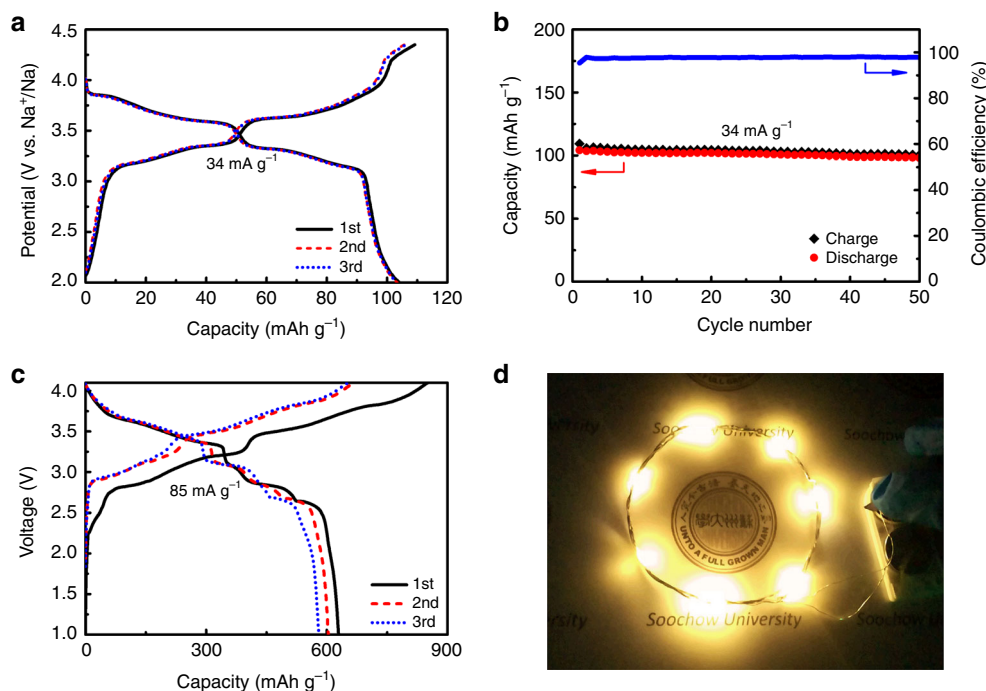 a
4.5
4.0
3.5
3.0
2.5
2.0
Potential (V vs. Na⁺/Na)
34 mA g⁻¹
1st
2nd
3rd
0 20 40 60 80 100 120
Capacity (mAh g⁻¹)
b
200
175
150
125
100
75
50
25
0
Capacity (mAh g⁻¹)
34 mA g⁻¹
Charge
Discharge
100
80
60
40
20
0
Coulombic efficiency (%)
0 10 20 30 40 50
Cycle number
c
4.0
3.5
3.0
2.5
2.0
1.5
1.0
Voltage (V)
85 mA g⁻¹
1st
2nd
3rd
0 300 600 900
Capacity (mAh g⁻¹)
d
Soochow University
Soochow
UNTO A FULL GROWN MAN
Soochow University